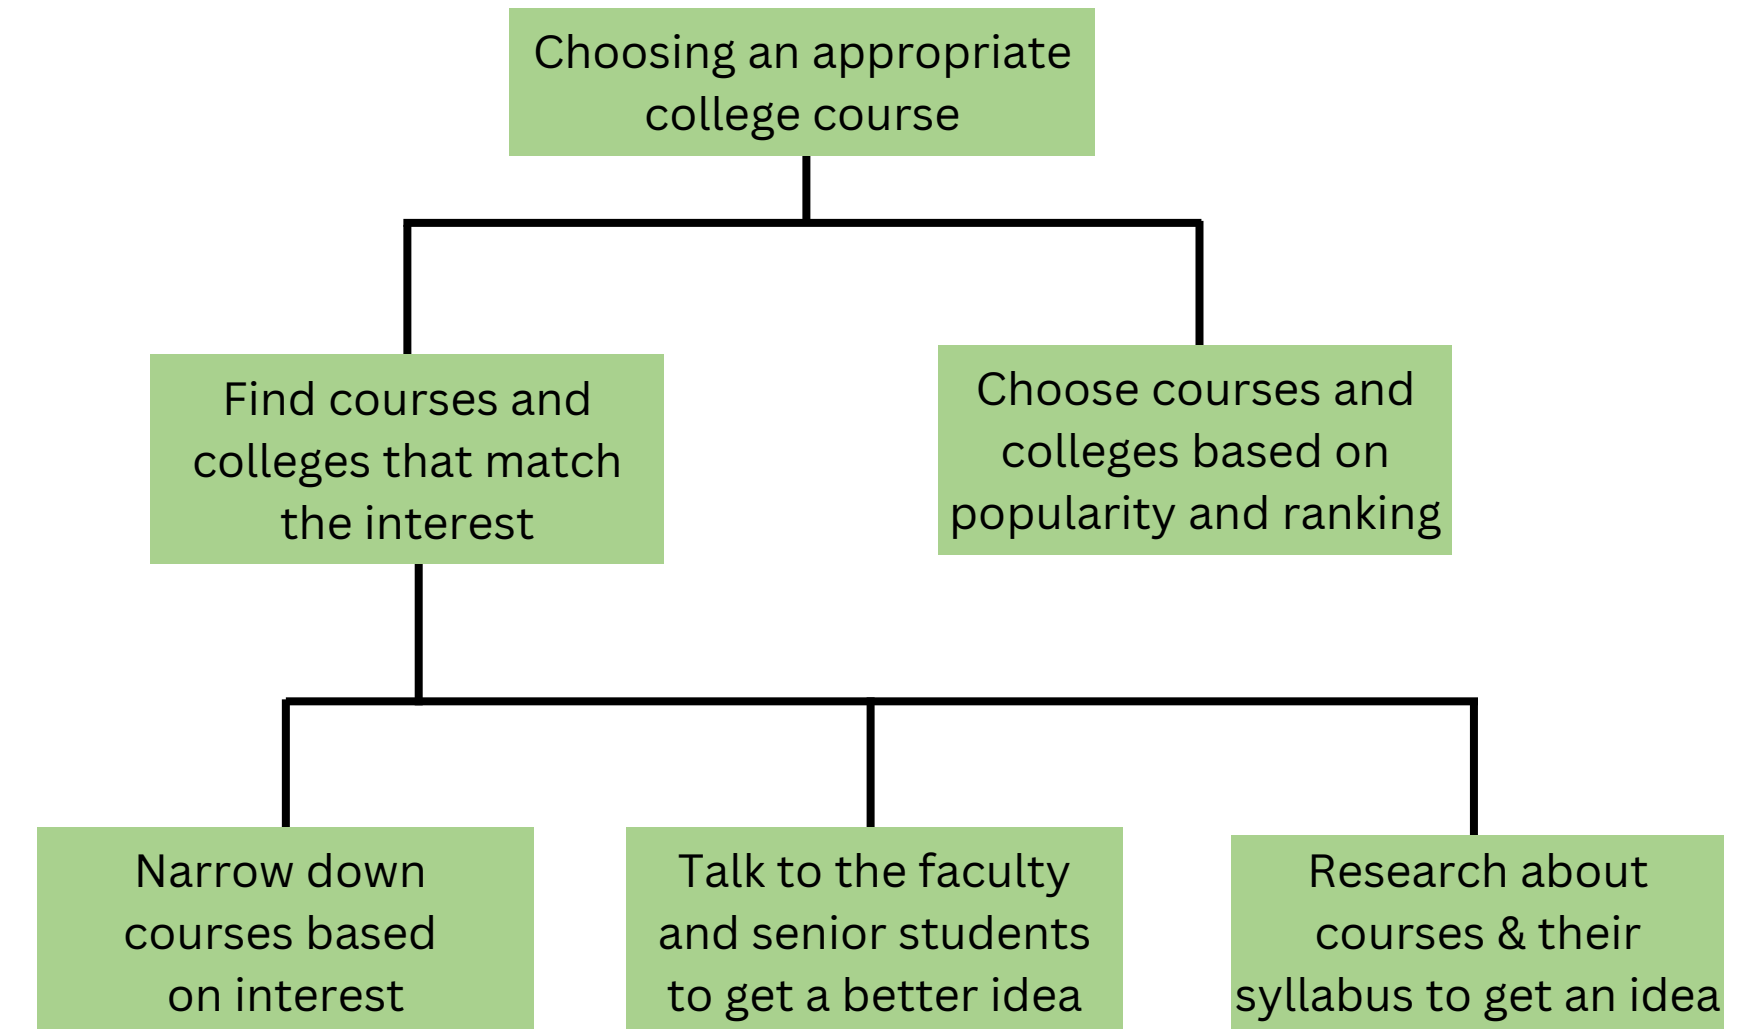 Choosing an appropriate
college course
Find courses and
colleges that match
the interest
Choose courses and
colleges based on
popularity and ranking
Narrow down
courses based
on interest
Talk to the faculty
and senior students
to get a better idea
Research about
courses & their
syllabus to get an idea